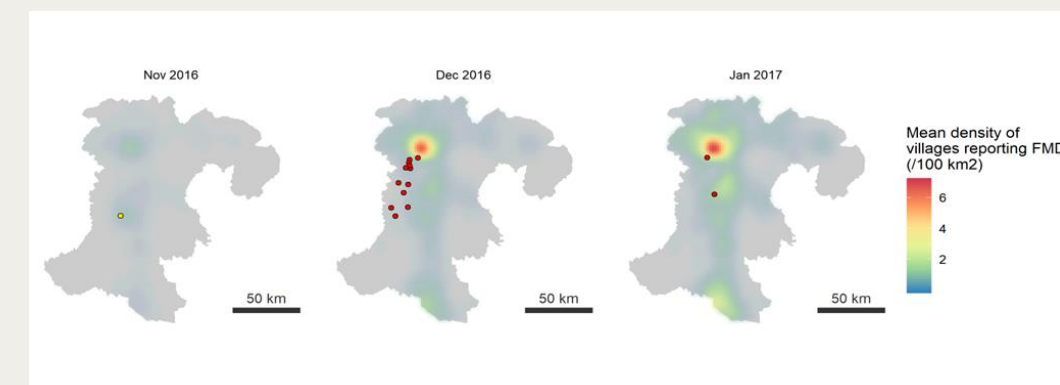 Nov 2016
Dec 2016
Jan 2017
Mean density of
villages reporting FMD
(/100 km2)
6
4
2
50 km
50 km
50 km